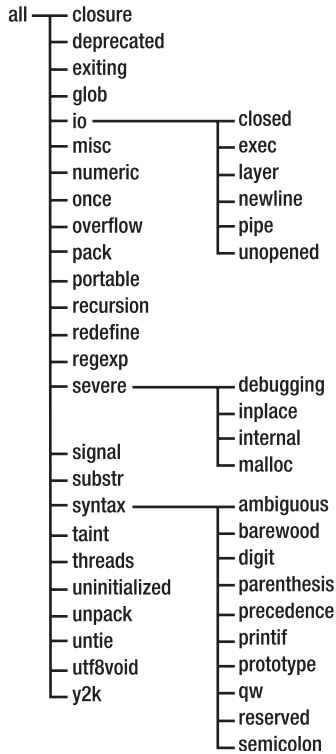 all closure
deprecated
exiting
glob
io closed
misc exec
numeric layer
once newline
overflow pipe
pack unopened
portable
recursion
redefine
regexp
severe debugging
inplace
internal
signal malloc
substr
syntax ambiguous
taint barewood
threads digit
uninitialized parenthesis
unpack precedence
untie printif
utf8void prototype
y2k qw
reserved
semicolon